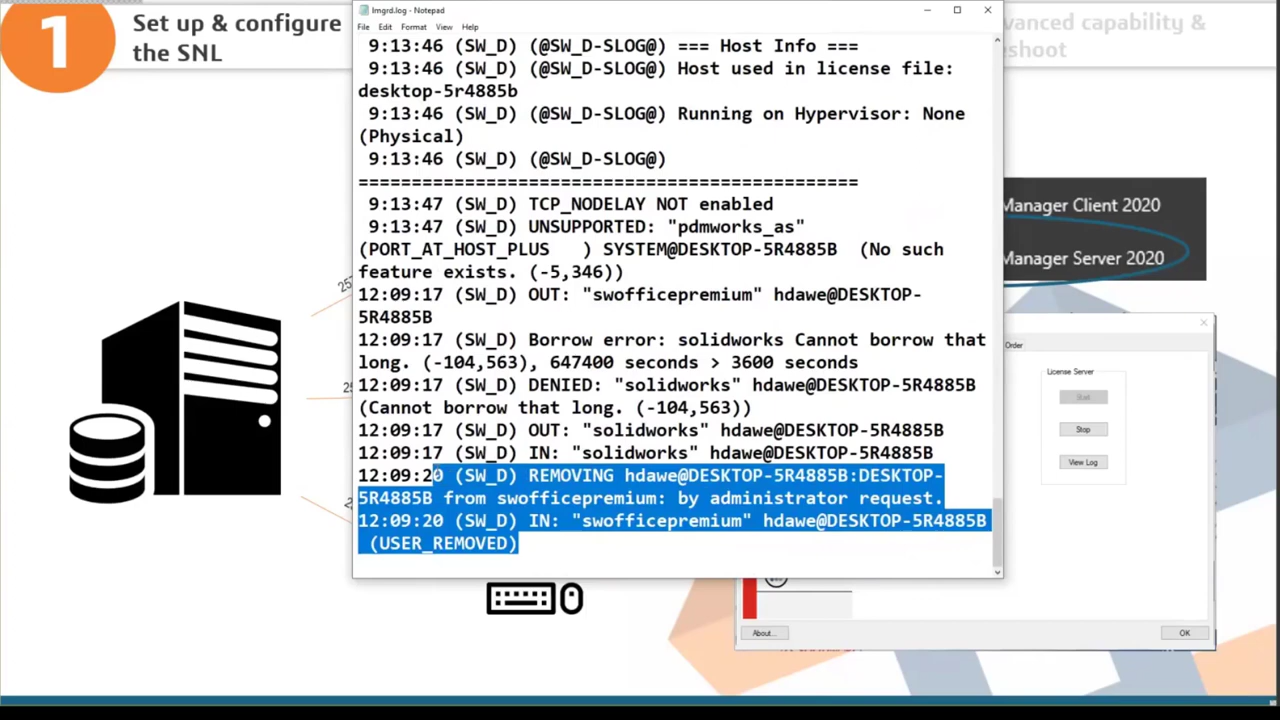 1
Set up & configure
the SNL
dvanced capability &
eshoot
lmgrd.log - Notepad
File Edit Format View Help
9:13:46 (SW_D) (@SW_D-SLOG@) === Host Info ===
9:13:46 (SW_D) (@SW_D-SLOG@) Host used in license file:
desktop-5r4885b
9:13:46 (SW_D) (@SW_D-SLOG@) Running on Hypervisor: None
(Physical)
9:13:46 (SW_D) (@SW_D-SLOG@)
===============================================
9:13:47 (SW_D) TCP_NODELAY NOT enabled
9:13:47 (SW_D) UNSUPPORTED: "pdmworks_as"
(PORT_AT_HOST_PLUS   ) SYSTEM@DESKTOP-5R4885B  (No such
feature exists. (-5,346))
12:09:17 (SW_D) OUT: "swofficepremium" hdawe@DESKTOP-
5R4885B
12:09:17 (SW_D) Borrow error: solidworks Cannot borrow that
long. (-104,563), 647400 seconds > 3600 seconds
12:09:17 (SW_D) DENIED: "solidworks" hdawe@DESKTOP-5R4885B
(Cannot borrow that long. (-104,563))
12:09:17 (SW_D) OUT: "solidworks" hdawe@DESKTOP-5R4885B
12:09:17 (SW_D) IN: "solidworks" hdawe@DESKTOP-5R4885B
12:09:20 (SW_D) REMOVING hdawe@DESKTOP-5R4885B:DESKTOP-
5R4885B from swofficepremium: by administrator request.
12:09:20 (SW_D) IN: "swofficepremium" hdawe@DESKTOP-5R4885B
(USER_REMOVED)
Manager Client 2020
Manager Server 2020
Order
License Server
Start
Stop
View Log
About...
OK